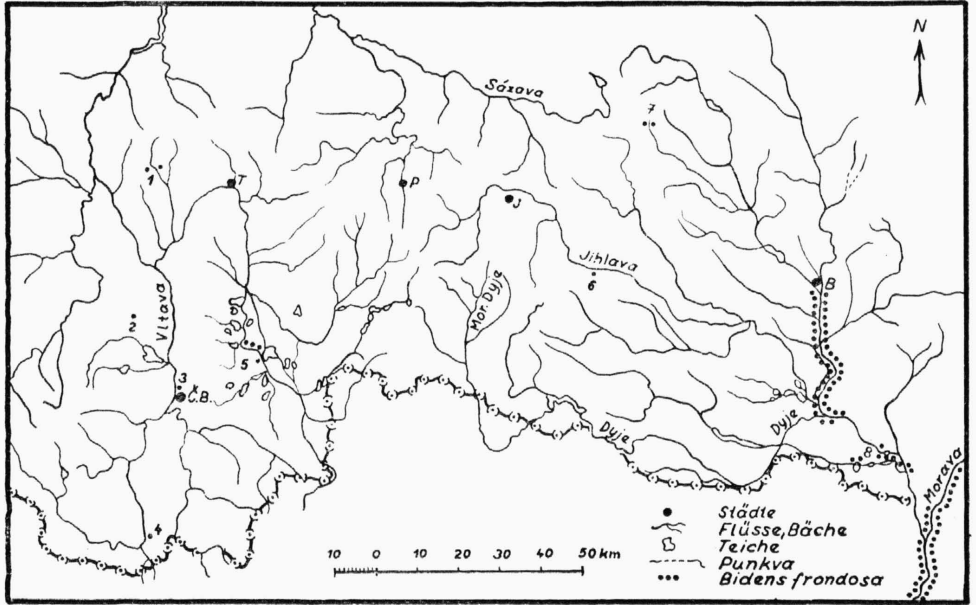 N
Sázava
7
1
T
P
J
Jihlava
6
B
Vltava
Mor. Dyje
2
5
3
Č.B.
Dyje
Dyje
8
Morava
4
Städte
Flüsse, Bäche
Teiche
Punkva
Bidens frondosa
10 0 10 20 30 40 50 km